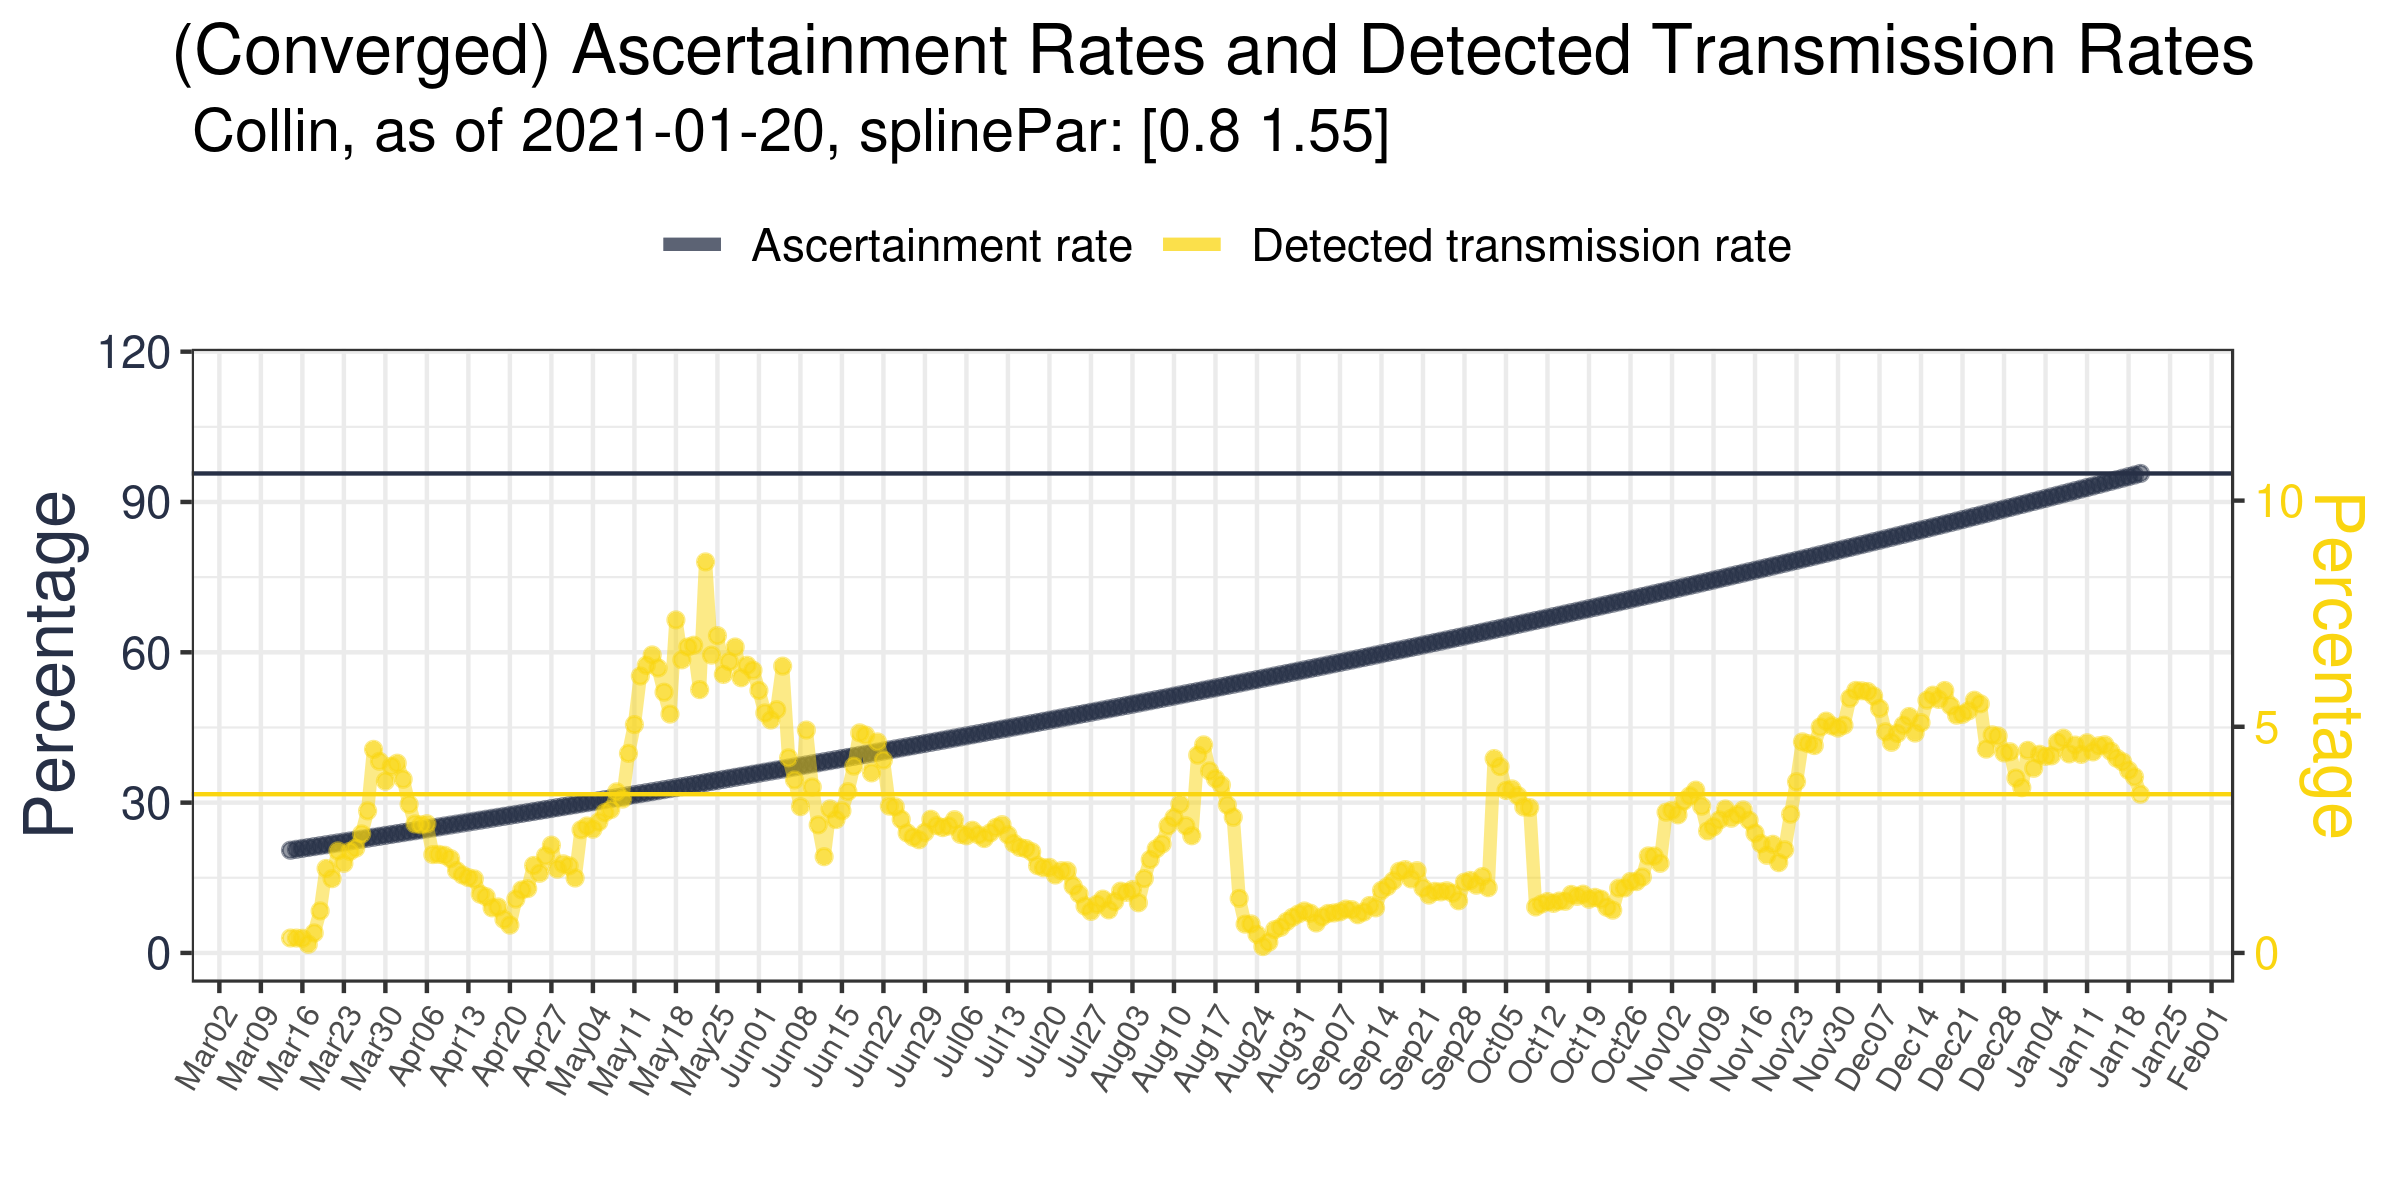 (Converged) Ascertainment Rates and Detected Transmission Rates
Collin, as of 2021-01-20, splinePar: [0.8 1.55]
Ascertainment rate
Detected transmission rate
Percentage
120
90
60
30
0
10
5
0
Percentage
Mar02
Mar09
Mar16
Mar23
Mar30
Apr06
Apr13
Apr20
Apr27
May04
May11
May18
May25
Jun01
Jun08
Jun15
Jun22
Jun29
Jul06
Jul13
Jul20
Jul27
Aug03
Aug10
Aug17
Aug24
Aug31
Sep07
Sep14
Sep21
Sep28
Oct05
Oct12
Oct19
Oct26
Nov02
Nov09
Nov16
Nov23
Nov30
Dec07
Dec14
Dec21
Dec28
Jan04
Jan11
Jan18
Jan25
Feb01